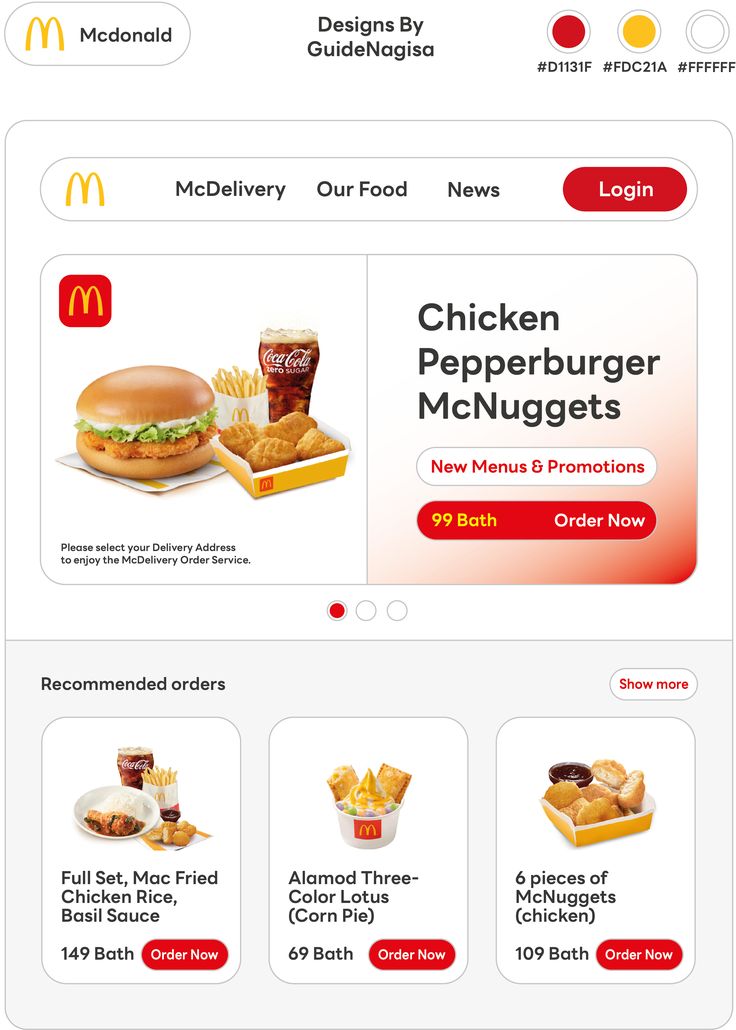 Mcdonald
Designs By
GuideNagisa
#D1131F
#FDC21A
#FFFFFF
McDelivery
Our Food
News
Login
Coca-Cola
ZERO SUGAR
Chicken
Pepperburger
McNuggets
New Menus & Promotions
99 Bath
Order Now
Please select your Delivery Address
to enjoy the McDelivery Order Service.
Recommended orders
Show more
Coca-Cola
Full Set, Mac Fried
Chicken Rice,
Basil Sauce
149 Bath
Order Now
Alamod Three-
Color Lotus
(Corn Pie)
69 Bath
Order Now
6 pieces of
McNuggets
(chicken)
109 Bath
Order Now